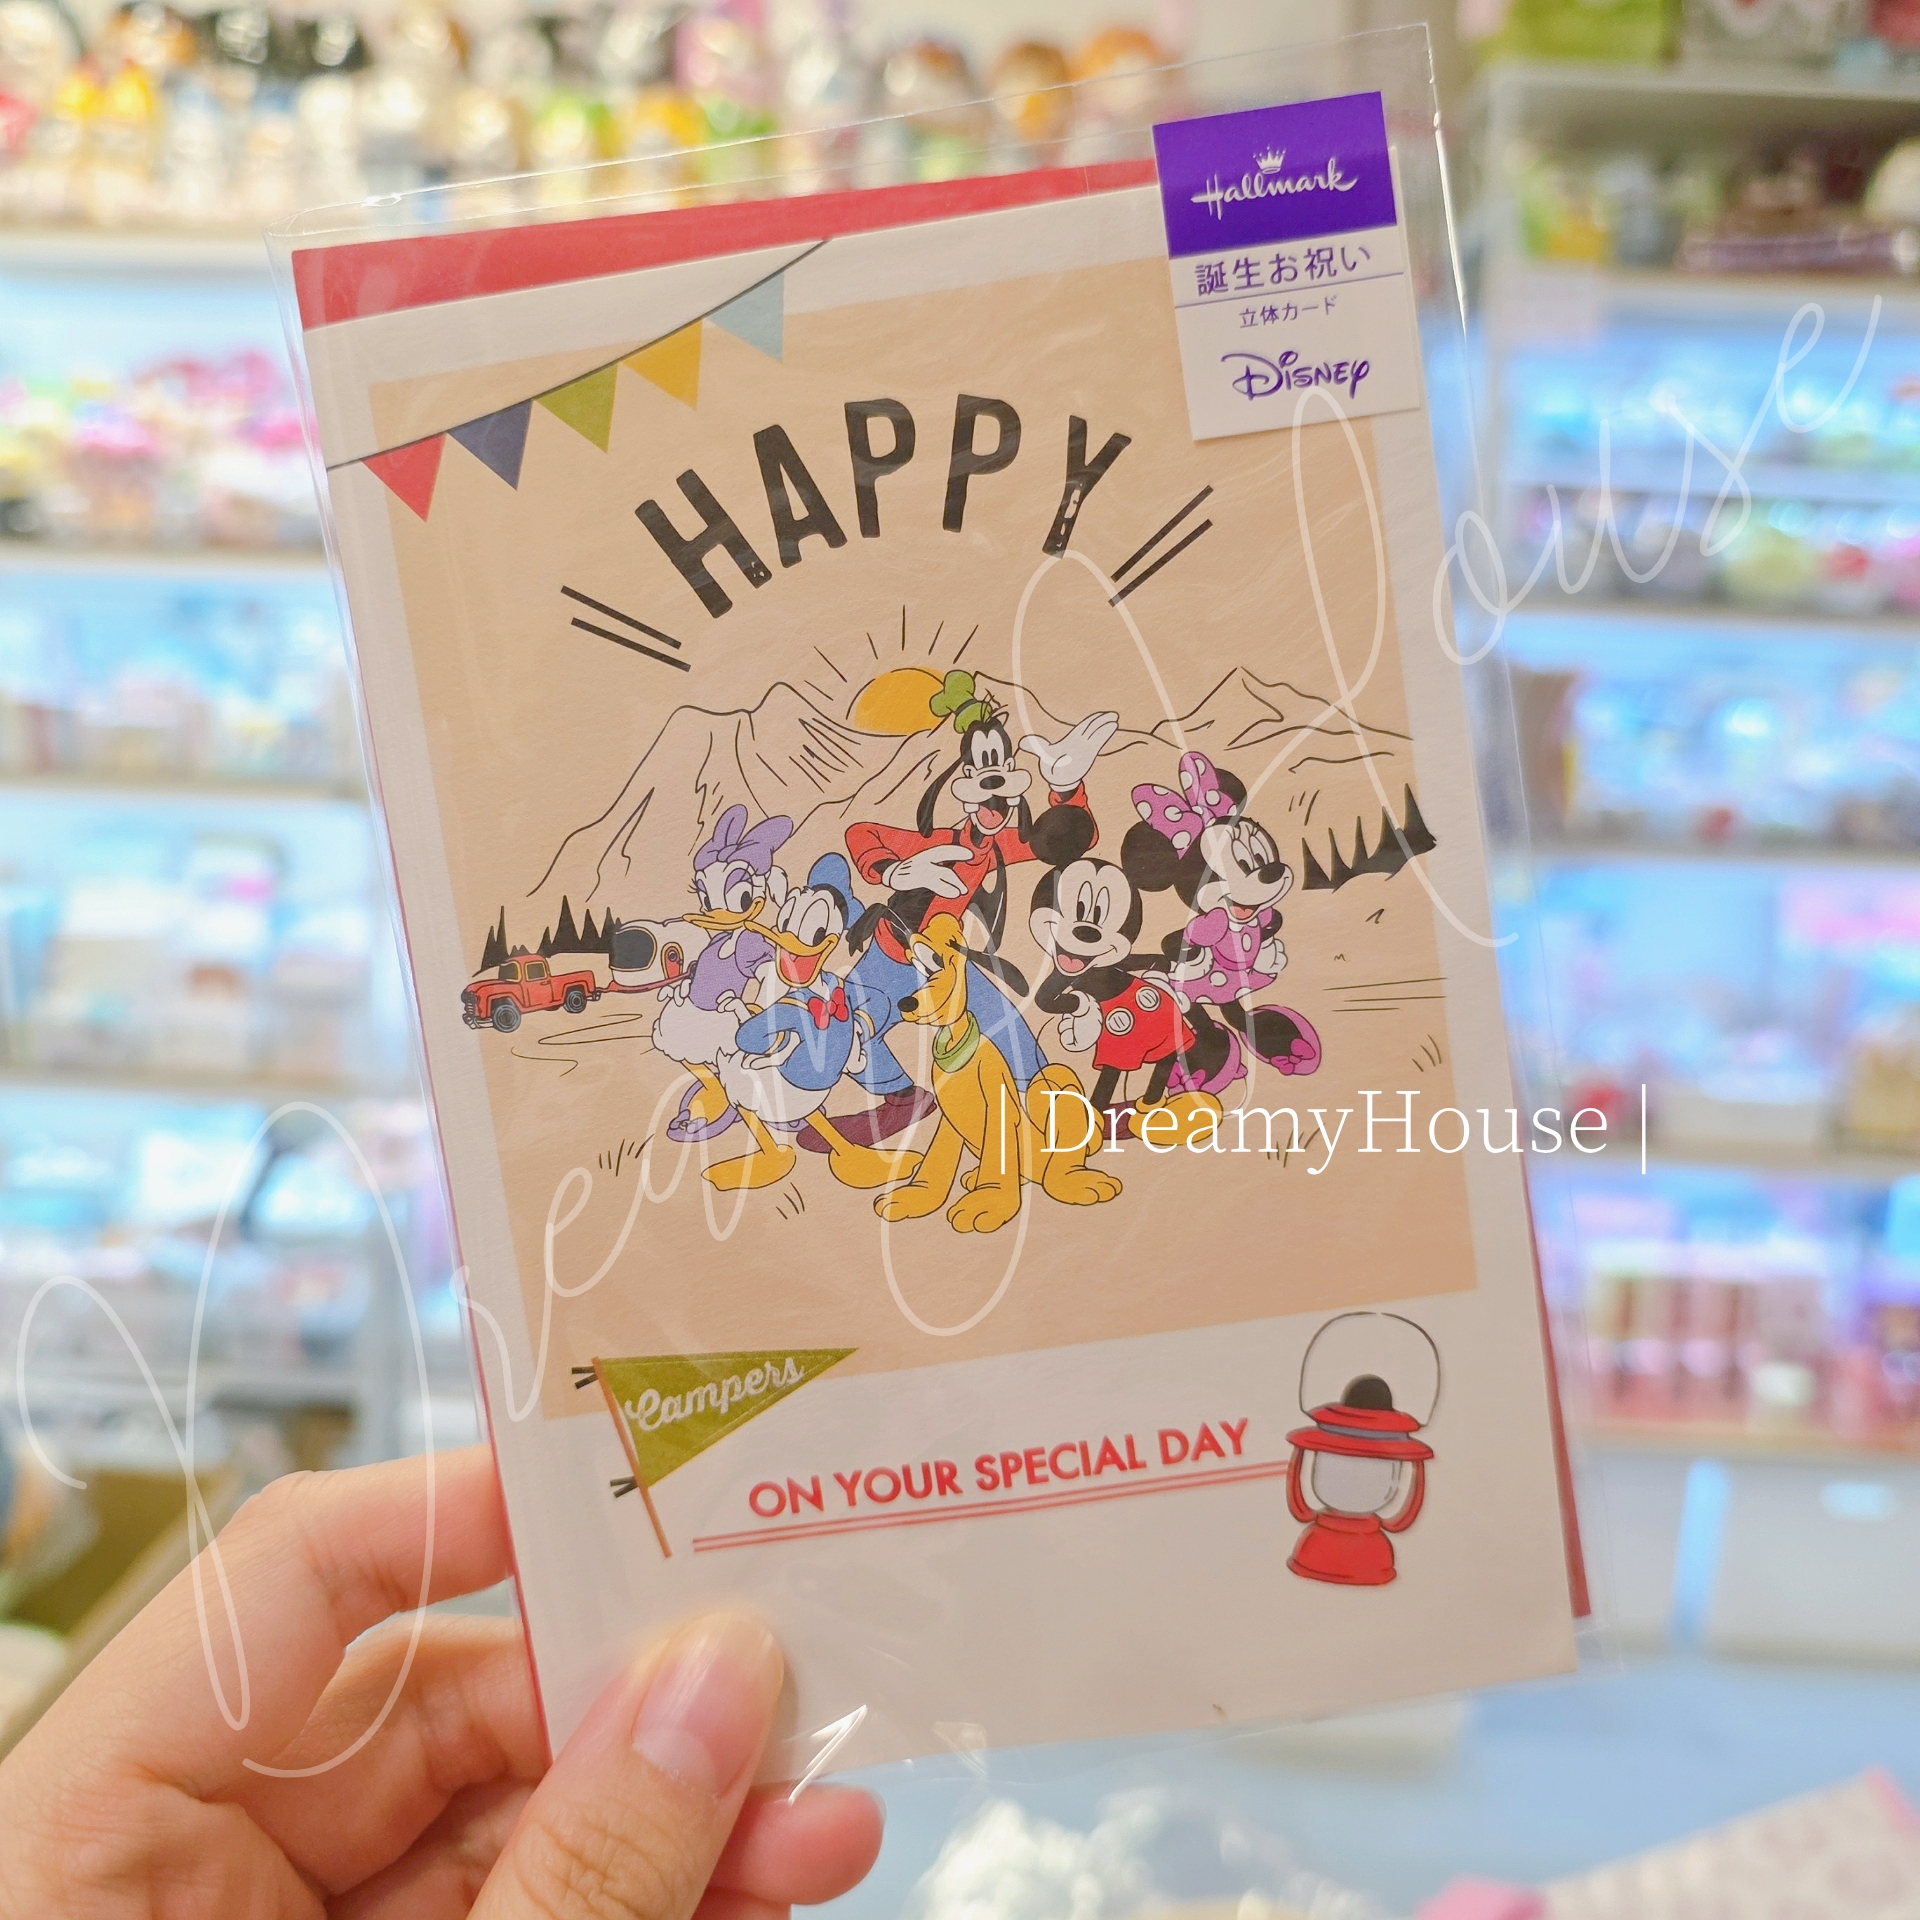 Hallmark
誕生お祝い
立体カード
Disney
HAPPY
Campers
ON YOUR SPECIAL DAY
| DreamyHouse |
DreamyHouse